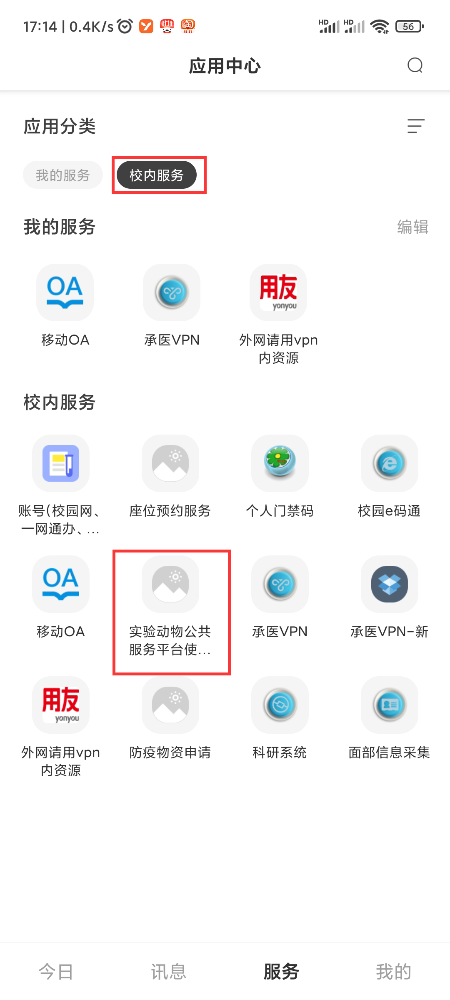 17:14 | 0.4K/s
HD HD 56
应用中心
应用分类
我的服务 校内服务
我的服务 编辑
OA
用友
yonyou
移动OA 承医VPN 外网请用vpn
内资源
校内服务
账号(校园网、 座位预约服务 个人门禁码 校园e码通
一网通办、...
OA
移动OA 实验动物公共 承医VPN 承医VPN-新
服务平台使...
用友
yonyou
外网请用vpn 防疫物资申请 科研系统 面部信息采集
内资源
今日 讯息 服务 我的